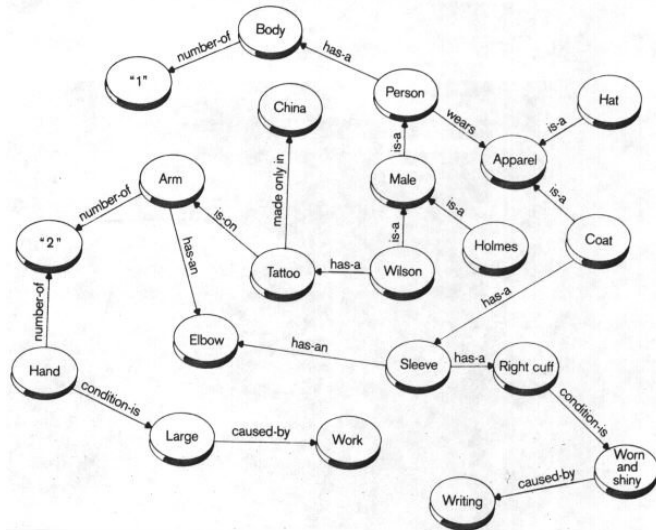 Body
number-of
has-a
"1"
Person
China
Hat
wears
is-a
Apparel
is-a
made only in
Arm
Male
is-a
number-of
is-on
is-a
is-a
"2"
Holmes
Coat
has-an
Tattoo
has-a
Wilson
number-of
has-a
Elbow
has-an
Sleeve
has-a
Right cuff
Hand
condition-is
condition-is
Large
caused-by
Work
Worn
and
shiny
caused-by
Writing